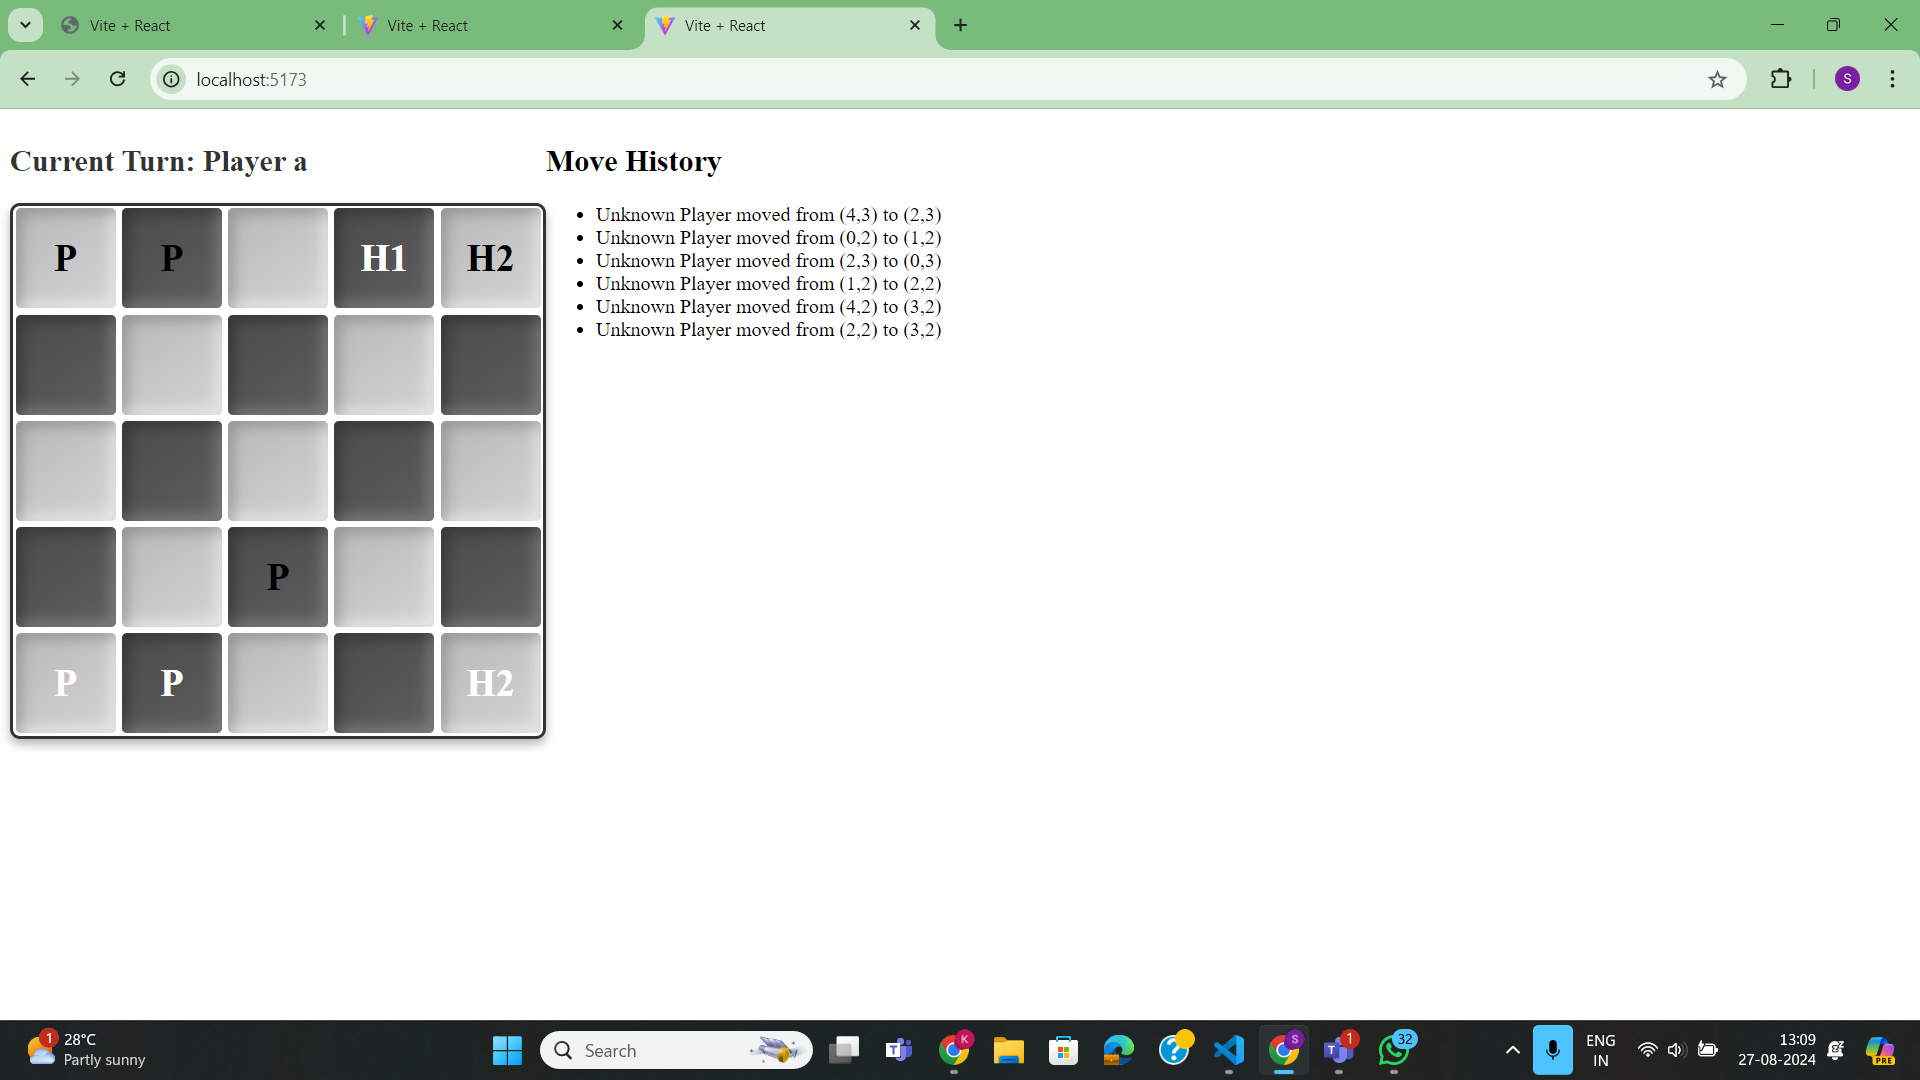 Vite + React
Vite + React
Vite + React
localhost:5173
S
Current Turn: Player a
P P H1 H2
P
P P H2
Move History
Unknown Player moved from (4,3) to (2,3)
Unknown Player moved from (0,2) to (1,2)
Unknown Player moved from (2,3) to (0,3)
Unknown Player moved from (1,2) to (2,2)
Unknown Player moved from (4,2) to (3,2)
Unknown Player moved from (2,2) to (3,2)
1
28°C
Partly sunny
Search
T
K
S
T
1
32
ENG
IN
13:09
27-08-2024
PRE